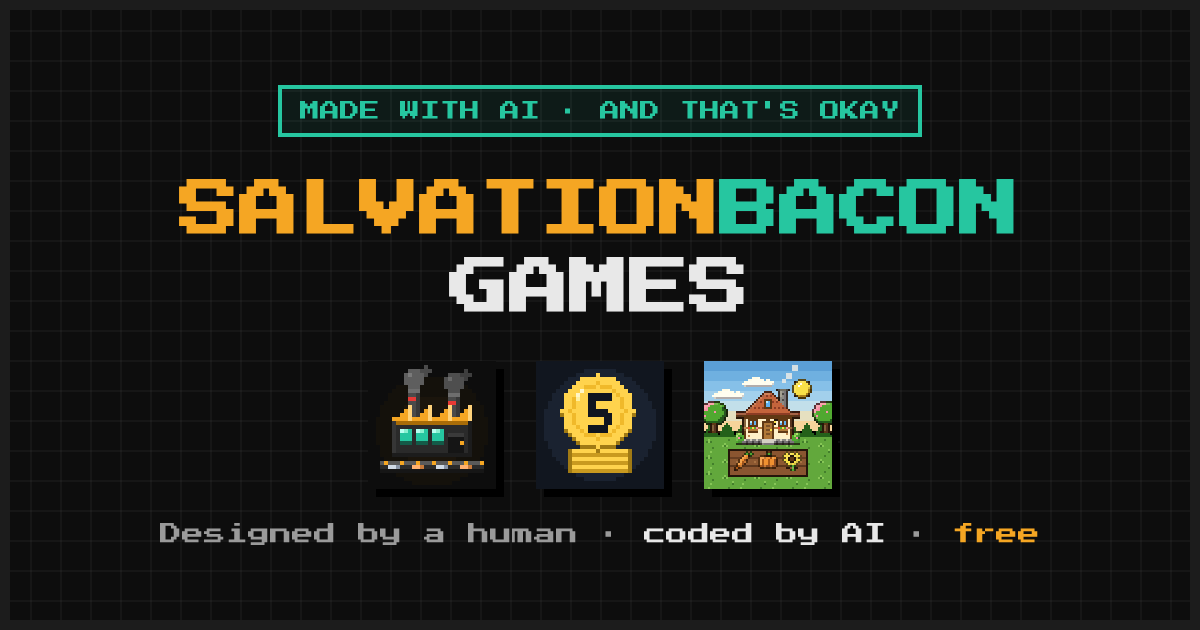 MADE WITH AI · AND THAT'S OKAY
SALVATIONBACON
GAMES
5
Designed by a human · coded by AI · free